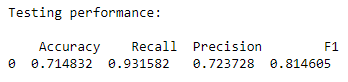 Testing performance:
Accuracy Recall Precision F1
0 0.714832 0.931582 0.723728 0.814605